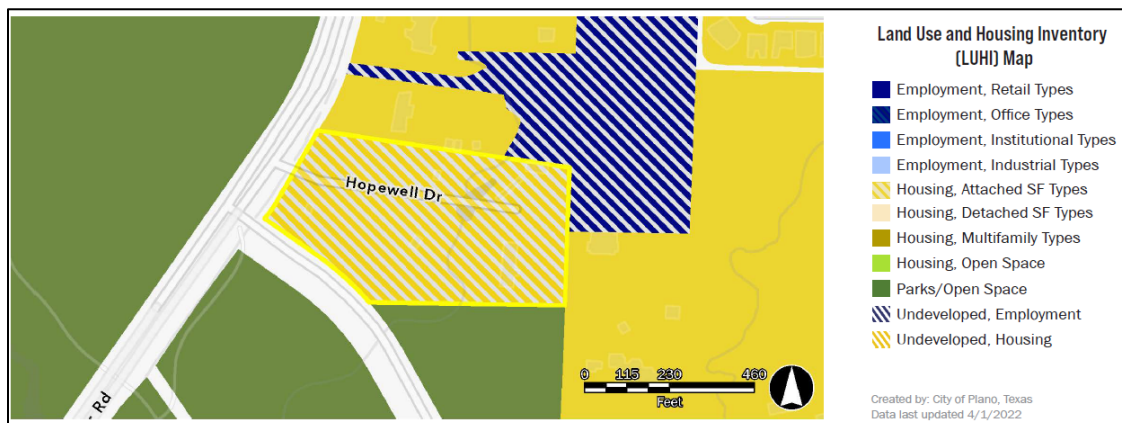 Land Use and Housing Inventory
(LUHI) Map
Employment, Retail Types
Employment, Office Types
Employment, Institutional Types
Employment, Industrial Types
Housing, Attached SF Types
Housing, Detached SF Types
Housing, Multifamily Types
Housing, Open Space
Parks/Open Space
Undeveloped, Employment
Undeveloped, Housing
Hopewell Dr
Rd
0 115 230 460
Feet
Created by: City of Plano, Texas
Data last updated 4/1/2022